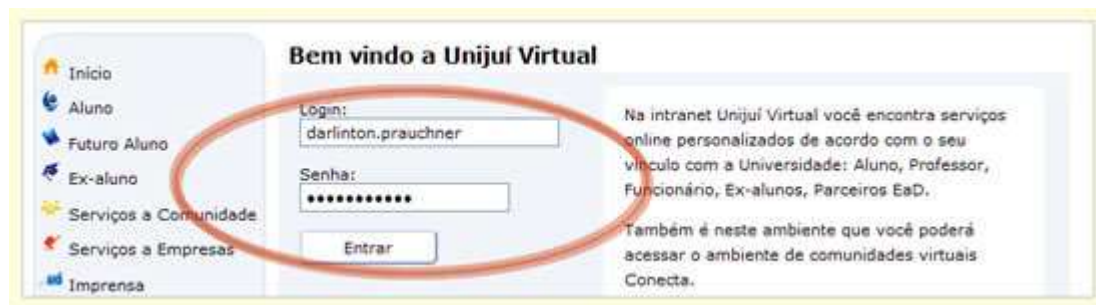 Início
Aluno
Futuro Aluno
Ex-aluno
Serviços a Comunidade
Serviços a Empresas
Imprensa
Bem vindo a Unijuí Virtual
Login:
darlinton.prauchner
Senha:
•••••••••••
Entrar
Na intranet Unijuí Virtual você encontra serviços
online personalizados de acordo com o seu
vínculo com a Universidade: Aluno, Professor,
Funcionário, Ex-alunos, Parceiros EaD.
Também é neste ambiente que você poderá
acessar o ambiente de comunidades virtuais
Conecta.